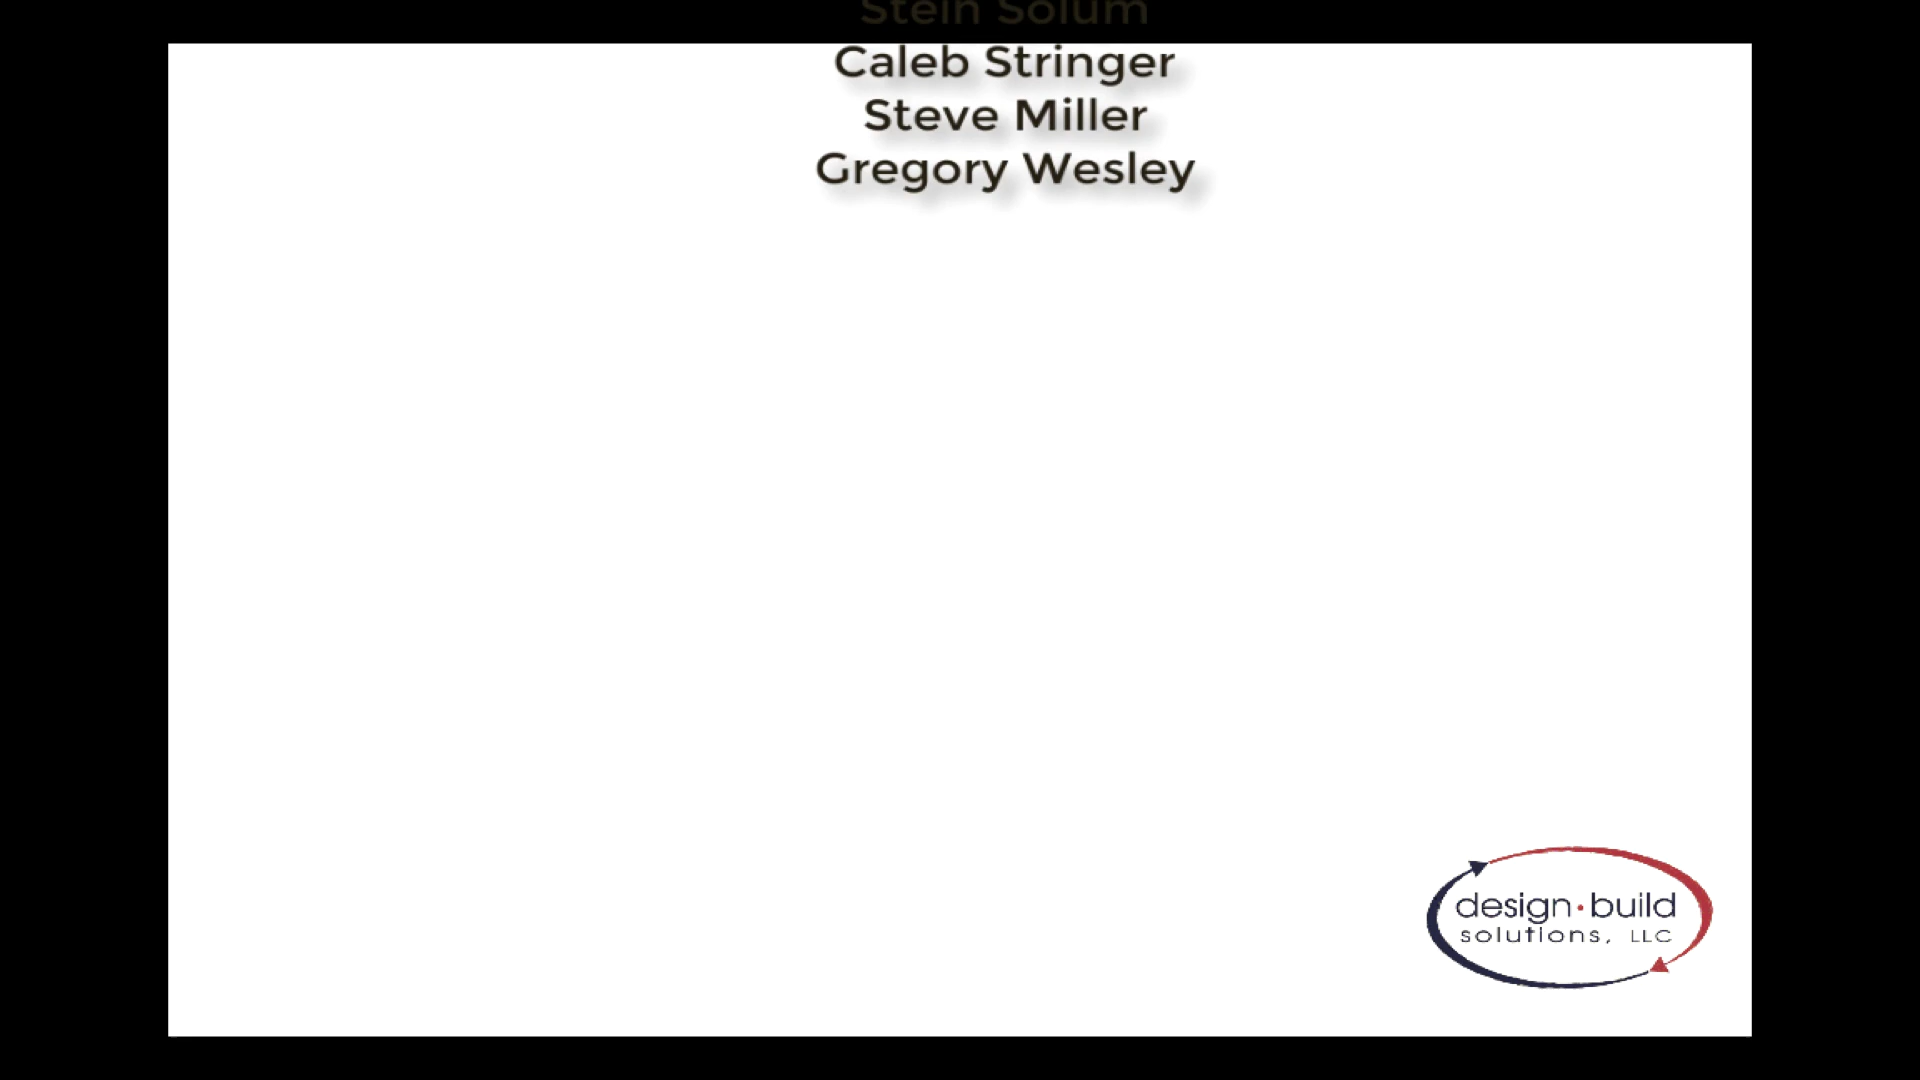 Stein Solum
Caleb Stringer
Steve Miller
Gregory Wesley
design·build
solutions, LLC